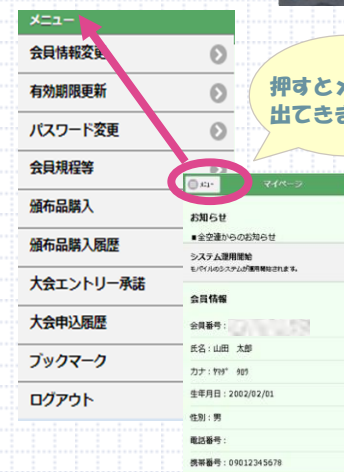 メニュー
会員情報変更
有効期限更新
パスワード変更
会員規程等
頒布品購入
頒布品購入履歴
大会エントリー承諾
大会申込履歴
ブックマーク
ログアウト
押すとメ
出てきま
メニュー
マイページ
お知らせ
■全空連からのお知らせ
システム運用開始
モバイルのシステムが運用開始されます。
会員情報
会員番号:
氏名:山田 太郎
カナ:ﾔﾏﾀﾞ ﾀﾛｳ
生年月日:2002/02/01
性別:男
電話番号:
携帯番号:09012345678